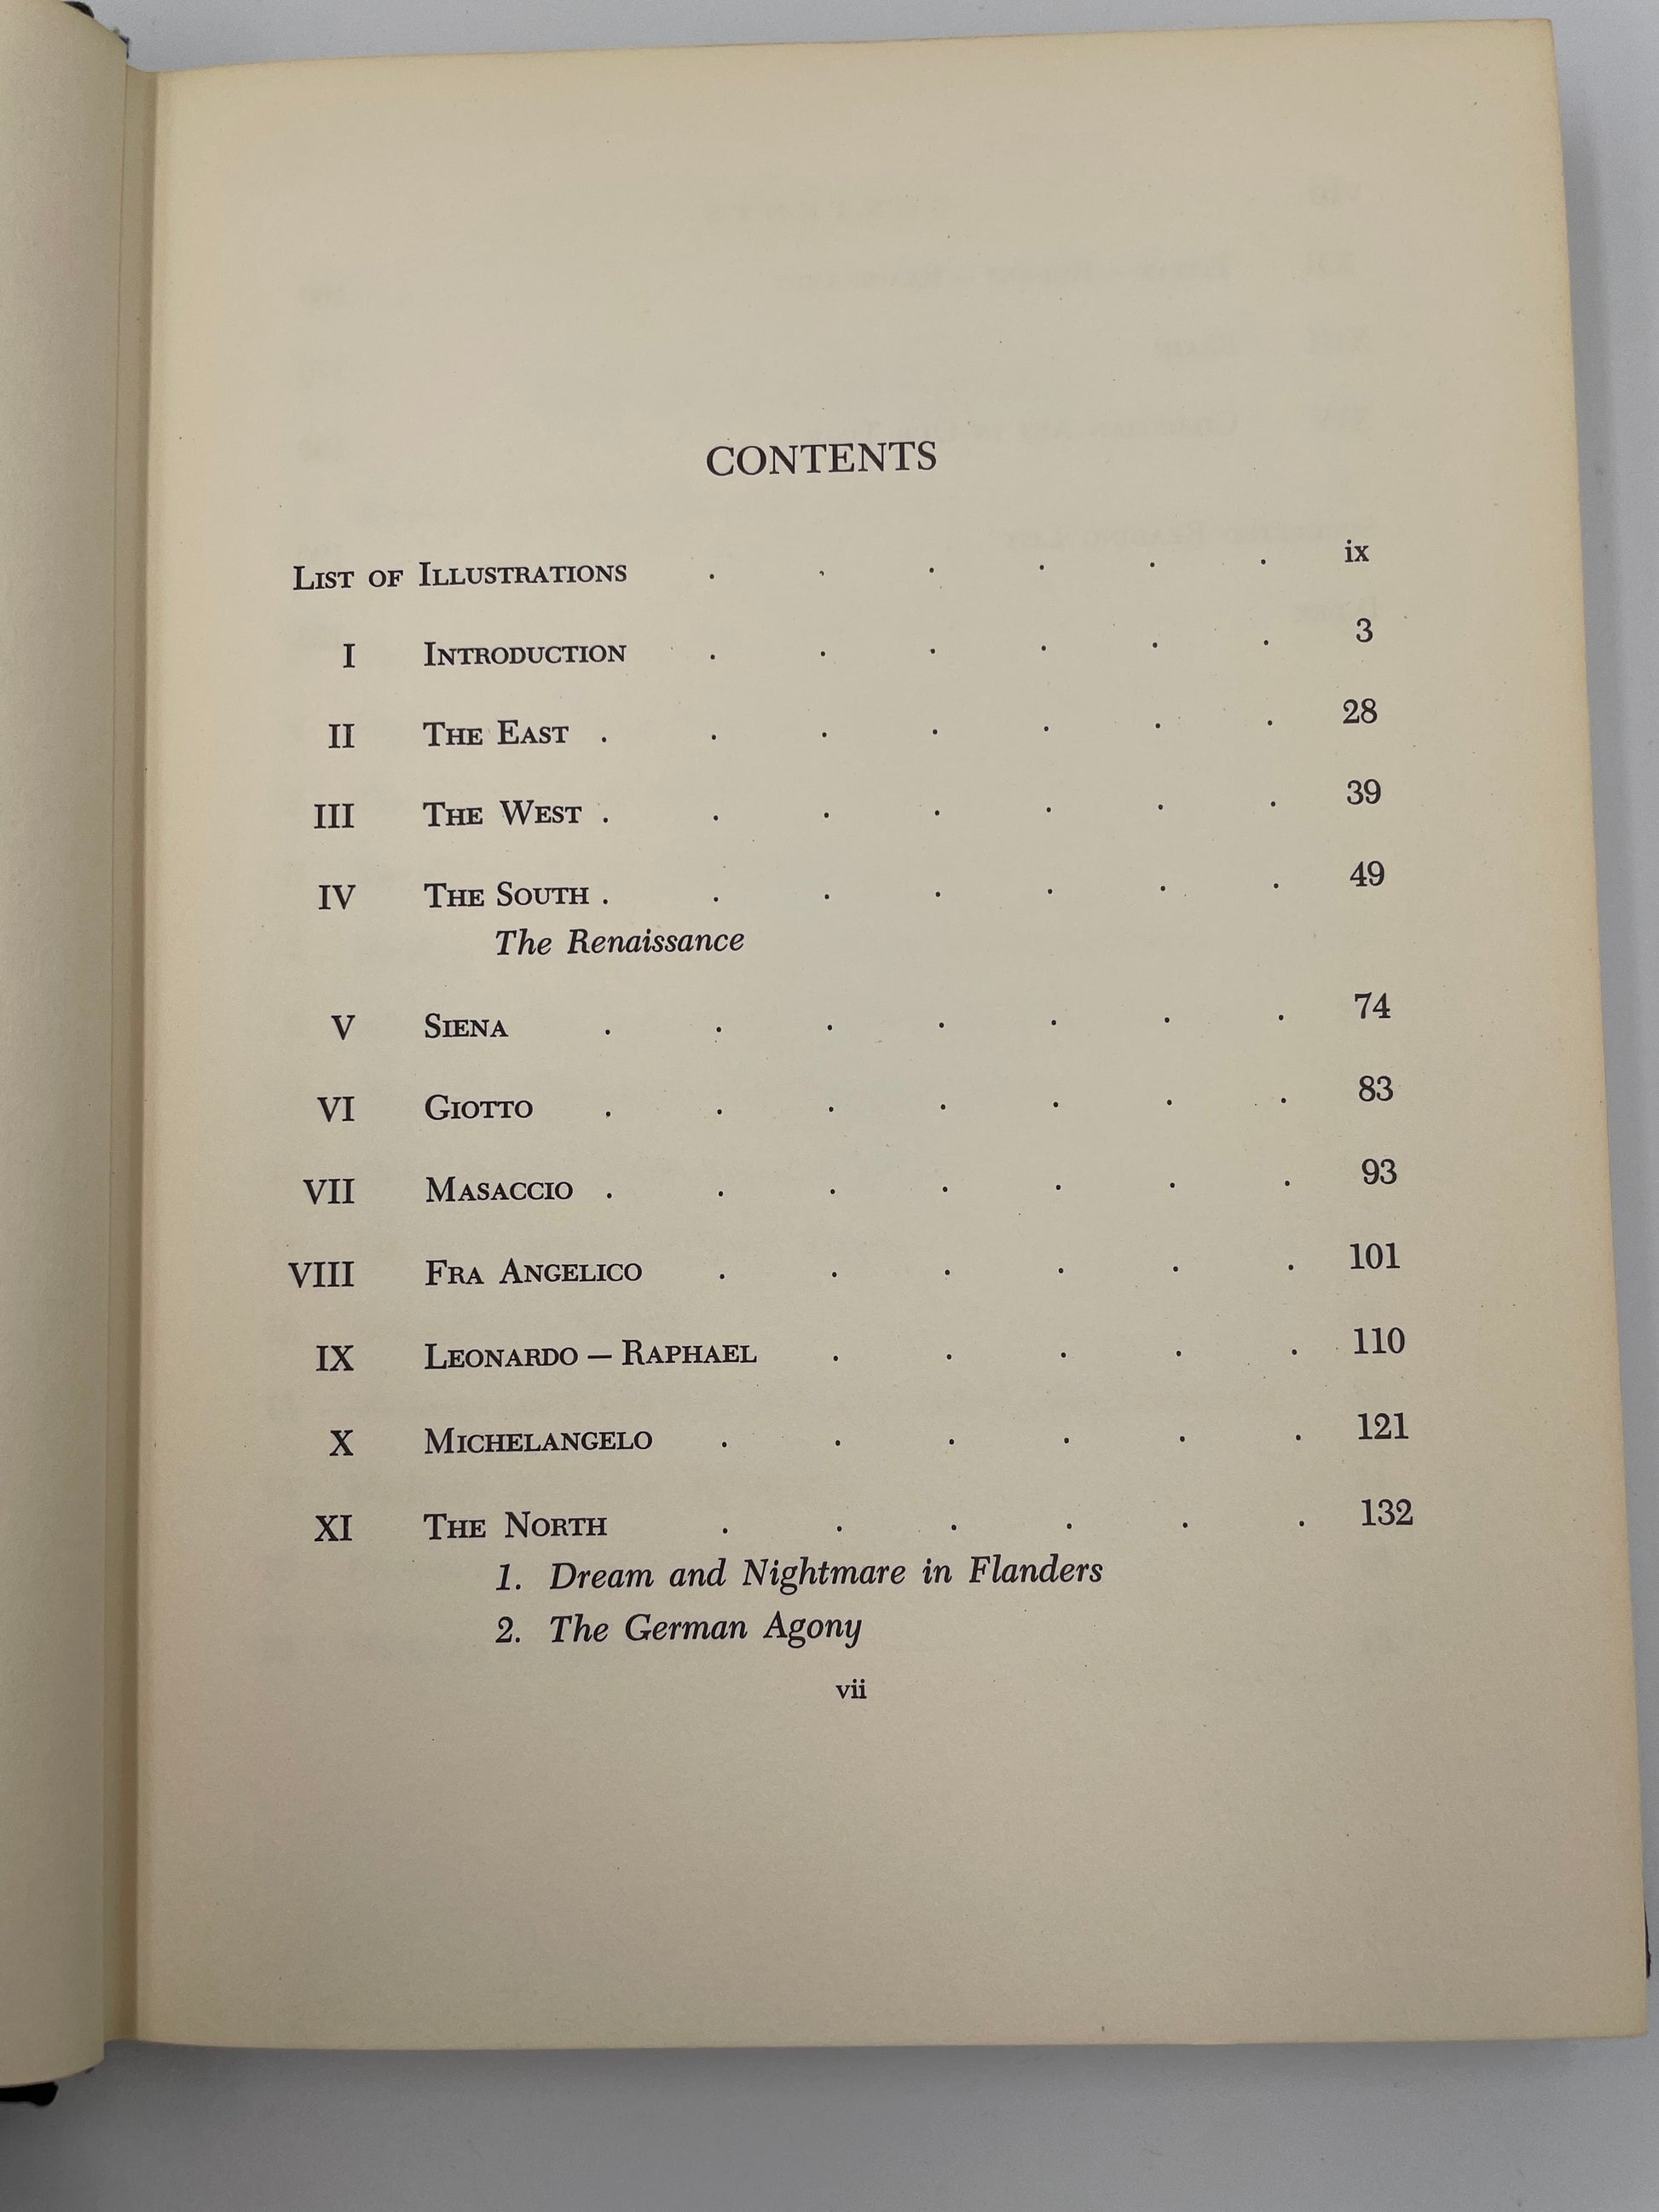 CONTENTS
List of Illustrations . . . . . . ix
I Introduction . . . . . . 3
II The East . . . . . . . 28
III The West . . . . . . . 39
IV The South . . . . . . . 49
The Renaissance
V Siena . . . . . . . 74
VI Giotto . . . . . . . 83
VII Masaccio . . . . . . . 93
VIII Fra Angelico . . . . . . 101
IX Leonardo — Raphael . . . . . 110
X Michelangelo . . . . . . 121
XI The North . . . . . . 132
1. Dream and Nightmare in Flanders
2. The German Agony
vii